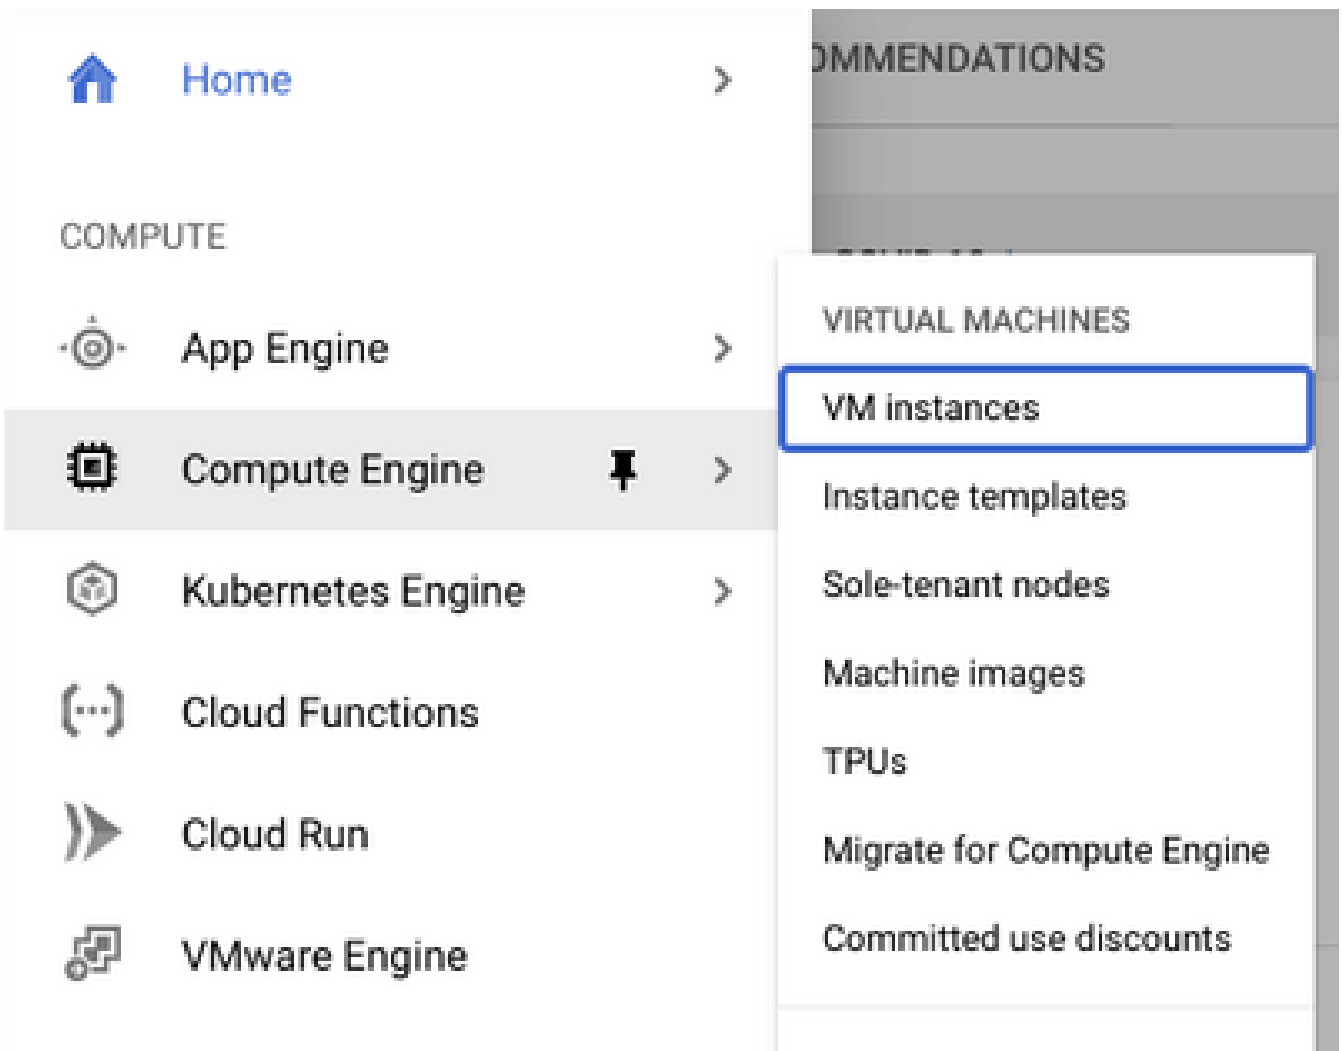 Home
OMMENDATIONS
COMPUTE
App Engine
Compute Engine
Kubernetes Engine
Cloud Functions
Cloud Run
VMware Engine
VIRTUAL MACHINES
VM instances
Instance templates
Sole-tenant nodes
Machine images
TPUs
Migrate for Compute Engine
Committed use discounts